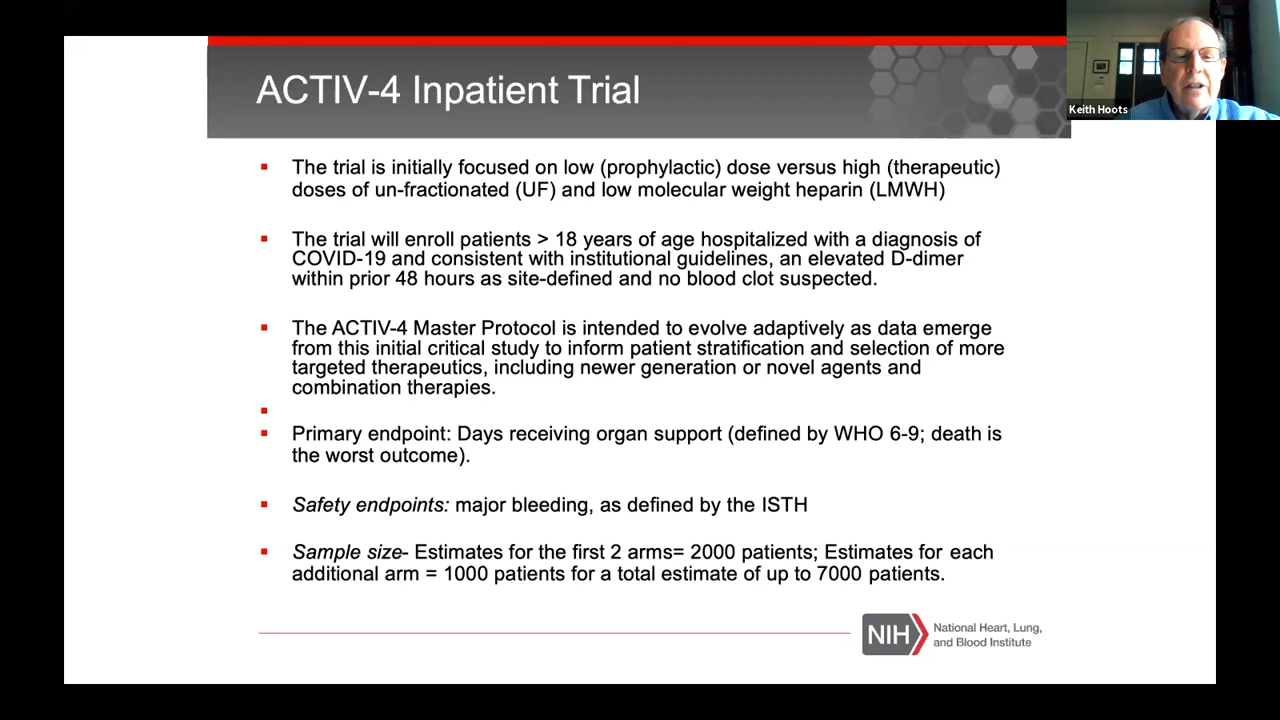 ACTIV-4 Inpatient Trial
Keith Hoots
The trial is initially focused on low (prophylactic) dose versus high (therapeutic)
doses of un-fractionated (UF) and low molecular weight heparin (LMWH)
The trial will enroll patients > 18 years of age hospitalized with a diagnosis of
COVID-19 and consistent with institutional guidelines, an elevated D-dimer
within prior 48 hours as site-defined and no blood clot suspected.
The ACTIV-4 Master Protocol is intended to evolve adaptively as data emerge
from this initial critical study to inform patient stratification and selection of more
targeted therapeutics, including newer generation or novel agents and
combination therapies.
Primary endpoint: Days receiving organ support (defined by WHO 6-9; death is
the worst outcome).
Safety endpoints: major bleeding, as defined by the ISTH
Sample size- Estimates for the first 2 arms= 2000 patients; Estimates for each
additional arm = 1000 patients for a total estimate of up to 7000 patients.
NIH
National Heart, Lung,
and Blood Institute